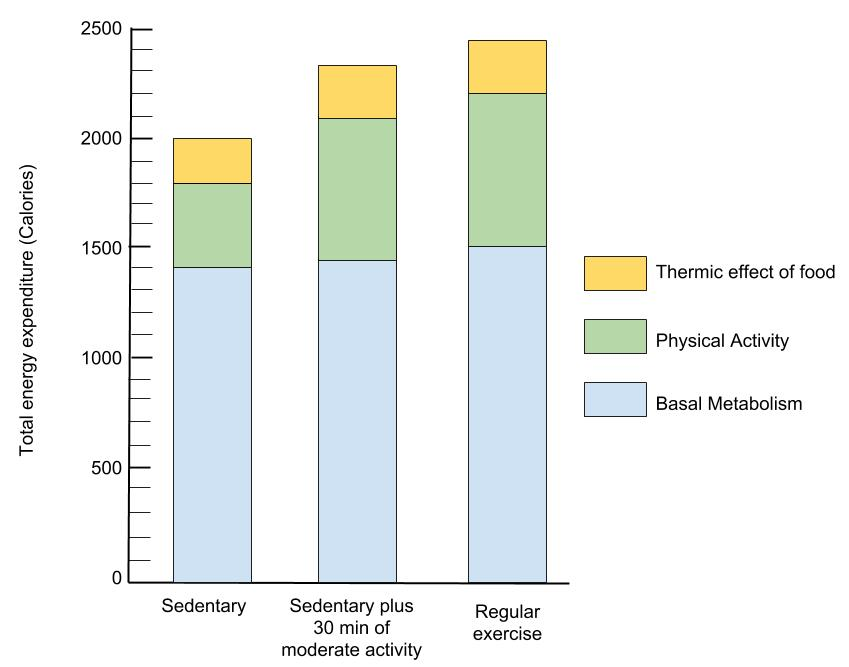 2500
2000
1500
1000
500
0
Total energy expenditure (Calories)
Sedentary
Sedentary plus
30 min of
moderate activity
Regular
exercise
Thermic effect of food
Physical Activity
Basal Metabolism